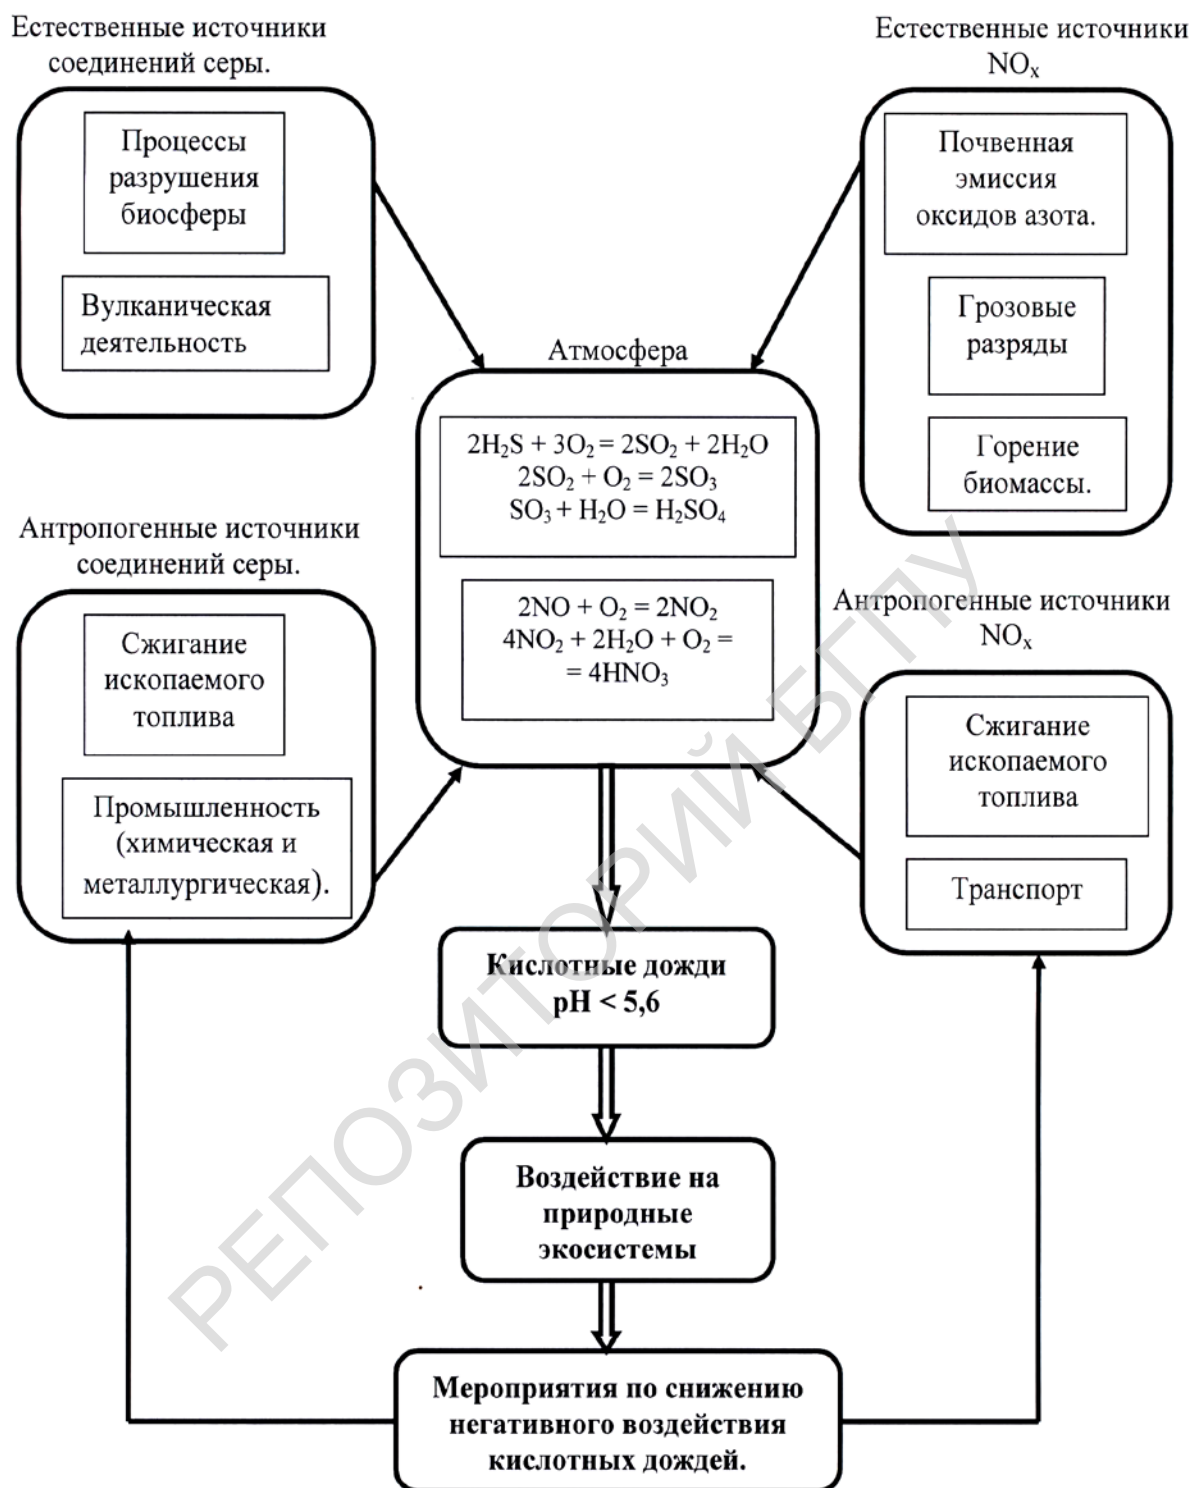 Естественные источники
соединений серы.
Процессы
разрушения
биосферы
Вулканическая
деятельность
Естественные источники
NOₓ
Почвенная
эмиссия
оксидов азота.
Грозовые
разряды
Горение
биомассы.
Атмосфера
2H₂S + 3O₂ = 2SO₂ + 2H₂O
2SO₂ + O₂ = 2SO₃
SO₃ + H₂O = H₂SO₄
2NO + O₂ = 2NO₂
4NO₂ + 2H₂O + O₂ =
= 4HNO₃
Антропогенные источники
соединений серы.
Сжигание
ископаемого
топлива
Промышленность
(химическая и
металлургическая).
Антропогенные источники
NOₓ
Сжигание
ископаемого
топлива
Транспорт
Кислотные дожди
pH < 5,6
Воздействие на
природные
экосистемы
Мероприятия по снижению
негативного воздействия
кислотных дождей.
РЕПОЗИТОРИЙ БГПУ